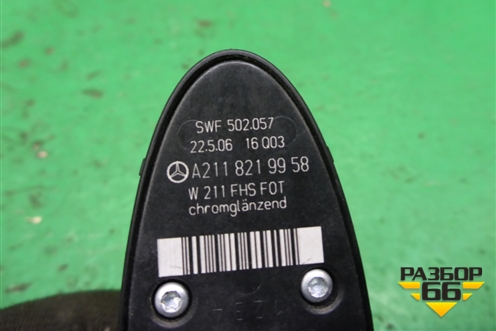 SWF 502.057
22.5.06 16 Q03
A211 821 99 58
W 211 FHS FOT
chromglänzend
РАЗБОР
66